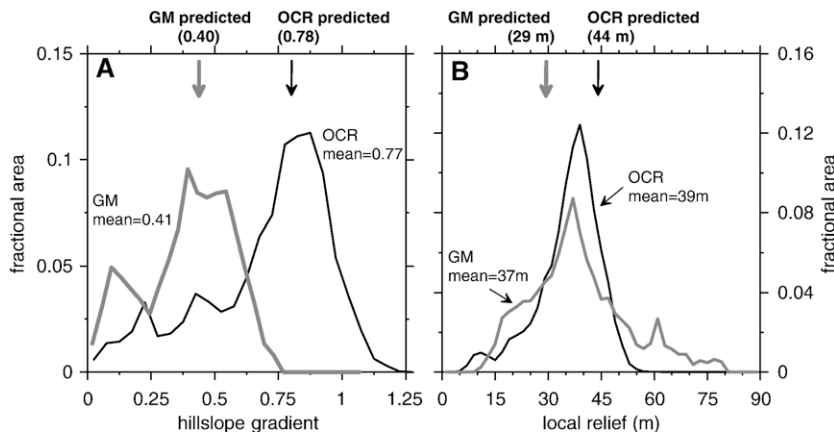 GM predicted
(0.40)
OCR predicted
(0.78)
GM predicted
(29 m)
OCR predicted
(44 m)
0.15
0.1
0.05
0
fractional area
A
OCR
mean=0.77
GM
mean=0.41
0
0.25
0.50
0.75
1
1.25
hillslope gradient
B
OCR
mean=39m
GM
mean=37m
0.16
0.12
0.08
0.04
0
fractional area
0
15
30
45
60
75
90
local relief (m)